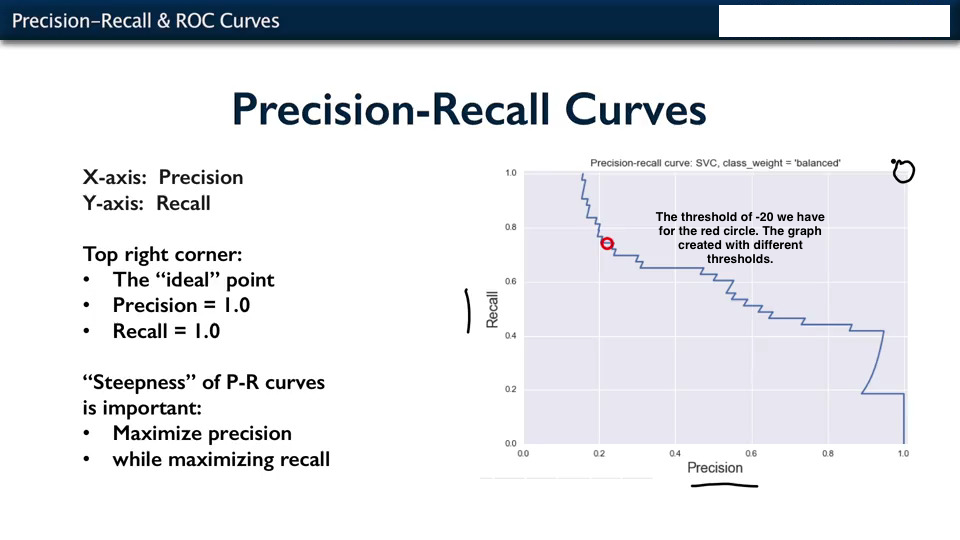 Precision-Recall & ROC Curves
Precision-Recall Curves
X-axis: Precision
Y-axis: Recall
Top right corner:
• The “ideal” point
• Precision = 1.0
• Recall = 1.0
“Steepness” of P-R curves
is important:
• Maximize precision
• while maximizing recall
Precision-recall curve: SVC, class_weight = 'balanced'
1.0
The threshold of -20 we have
for the red circle. The graph
created with different
thresholds.
0.8
0.6
Recall
0.4
0.2
0.0
0.0 0.2 0.4 0.6 0.8 1.0
Precision